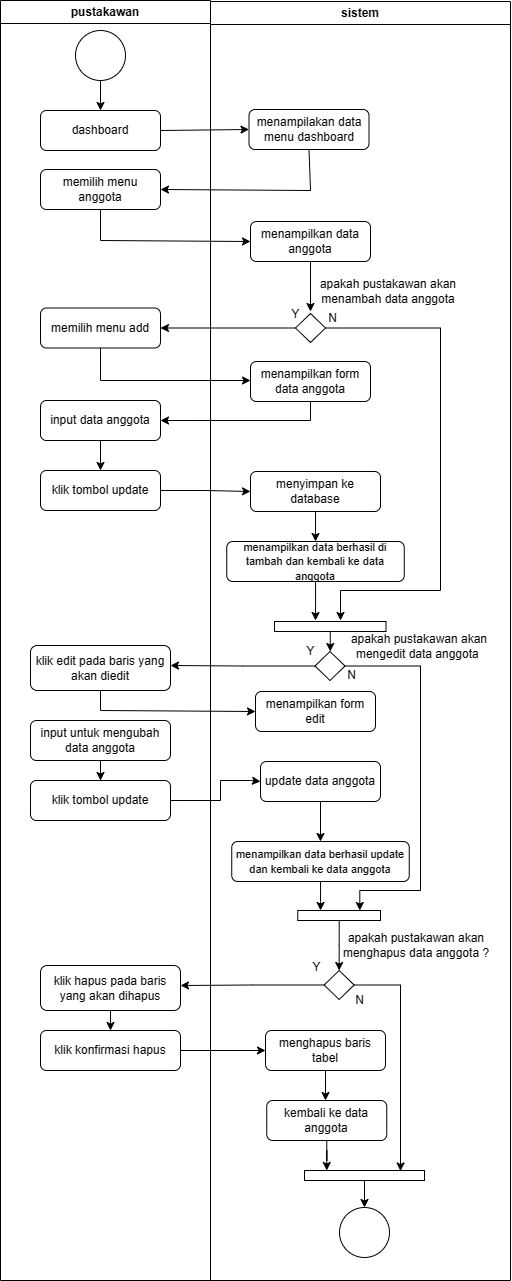 pustakawan
sistem
dashboard
menampilakan data
menu dashboard
memilih menu
anggota
menampilkan data
anggota
apakah pustakawan akan
menambah data anggota
Y
N
memilih menu add
menampilkan form
data anggota
input data anggota
klik tombol update
menyimpan ke
database
menampilkan data berhasil di
tambah dan kembali ke data
anggota
apakah pustakawan akan
mengedit data anggota
Y
N
klik edit pada baris yang
akan diedit
menampilkan form
edit
input untuk mengubah
data anggota
klik tombol update
update data anggota
menampilkan data berhasil update
dan kembali ke data anggota
apakah pustakawan akan
menghapus data anggota ?
Y
N
klik hapus pada baris
yang akan dihapus
klik konfirmasi hapus
menghapus baris
tabel
kembali ke data
anggota